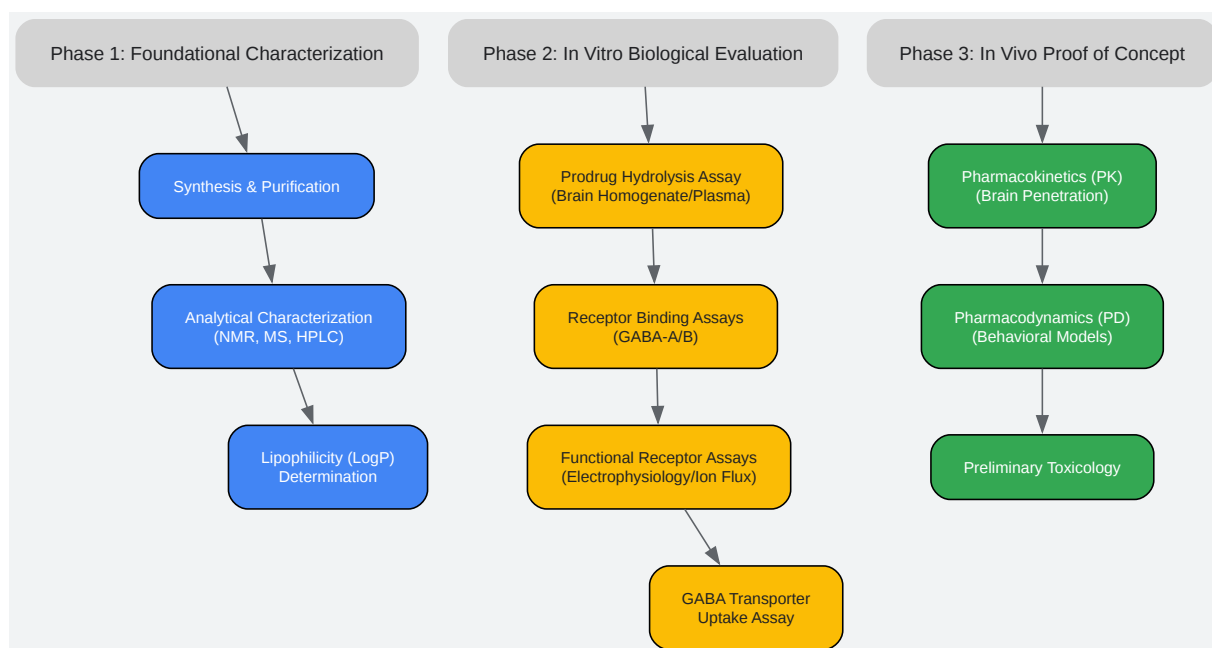 Phase 1: Foundational Characterization
Synthesis & Purification
Analytical Characterization
(NMR, MS, HPLC)
Lipophilicity (LogP)
Determination
Phase 2: In Vitro Biological Evaluation
Prodrug Hydrolysis Assay
(Brain Homogenate/Plasma)
Receptor Binding Assays
(GABA-A/B)
Functional Receptor Assays
(Electrophysiology/Ion Flux)
GABA Transporter
Uptake Assay
Phase 3: In Vivo Proof of Concept
Pharmacokinetics (PK)
(Brain Penetration)
Pharmacodynamics (PD)
(Behavioral Models)
Preliminary Toxicology